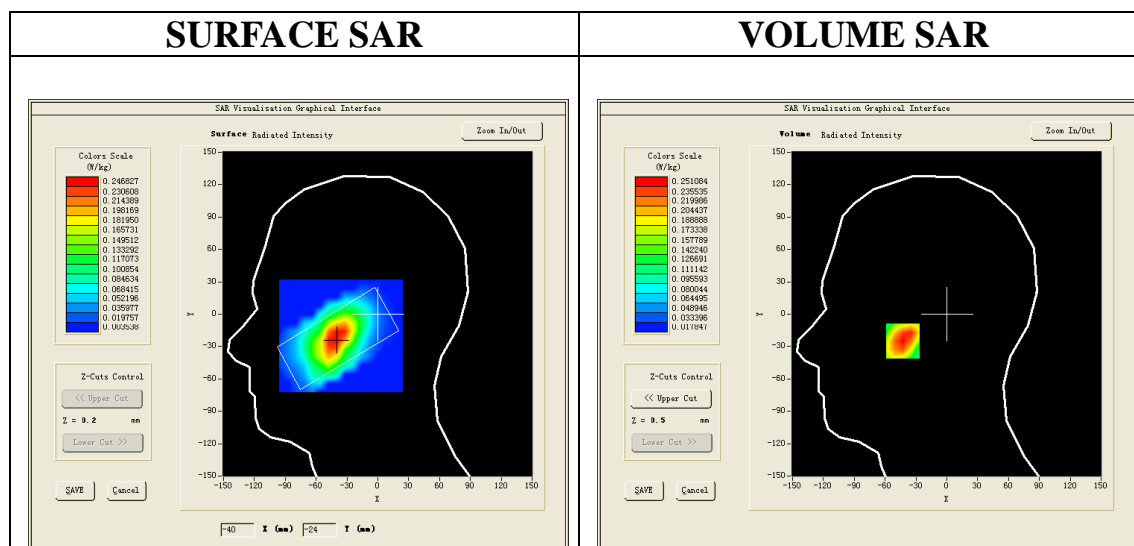 SURFACE SAR
VOLUME SAR
SAR Visualisation Graphical Interface
Surface Radiated Intensity
Zoom In/Out
Colors Scale
(W/kg)
0.246827
0.230608
0.214389
0.198169
0.181950
0.165731
0.149512
0.133292
0.117073
0.100854
0.084634
0.068415
0.052196
0.035977
0.019757
0.003538
Z-Cuts Control
<< Upper Cut
Z = 0.2 mm
Lower Cut >>
SAVE Cancel
150
120
90
60
30
0
-30
-60
-90
-120
-150
Y
-150 -120 -90 -60 -30 0 30 60 90 120 150
X
-40 X (mm) -24 Y (mm)
SAR Visualisation Graphical Interface
Volume Radiated Intensity
Zoom In/Out
Colors Scale
(W/kg)
0.251084
0.235535
0.219986
0.204437
0.188888
0.173338
0.157789
0.142240
0.126691
0.111142
0.095593
0.080044
0.064495
0.048946
0.033396
0.017847
Z-Cuts Control
<< Upper Cut
Z = 0.5 mm
Lower Cut >>
SAVE Cancel
150
120
90
60
30
0
-30
-60
-90
-120
-150
Y
-150 -120 -90 -60 -30 0 30 60 90 120 150
X